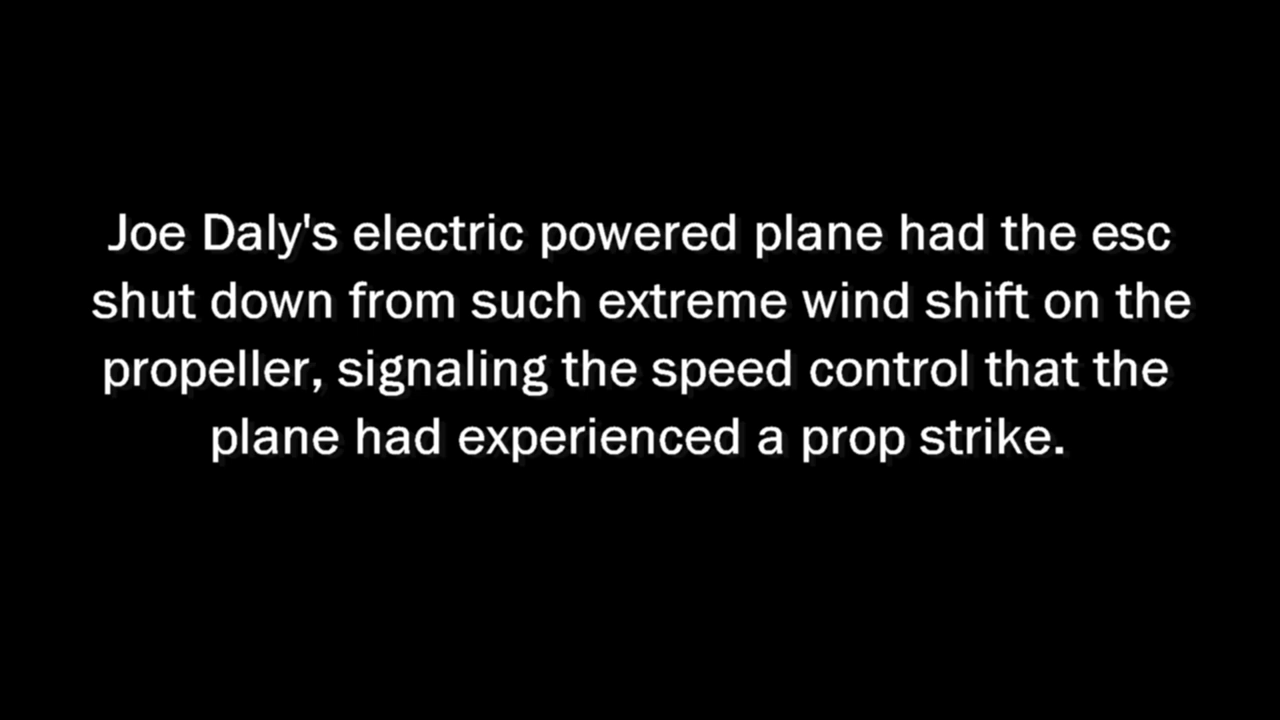 Joe Daly's electric powered plane had the esc
shut down from such extreme wind shift on the
propeller, signaling the speed control that the
plane had experienced a prop strike.